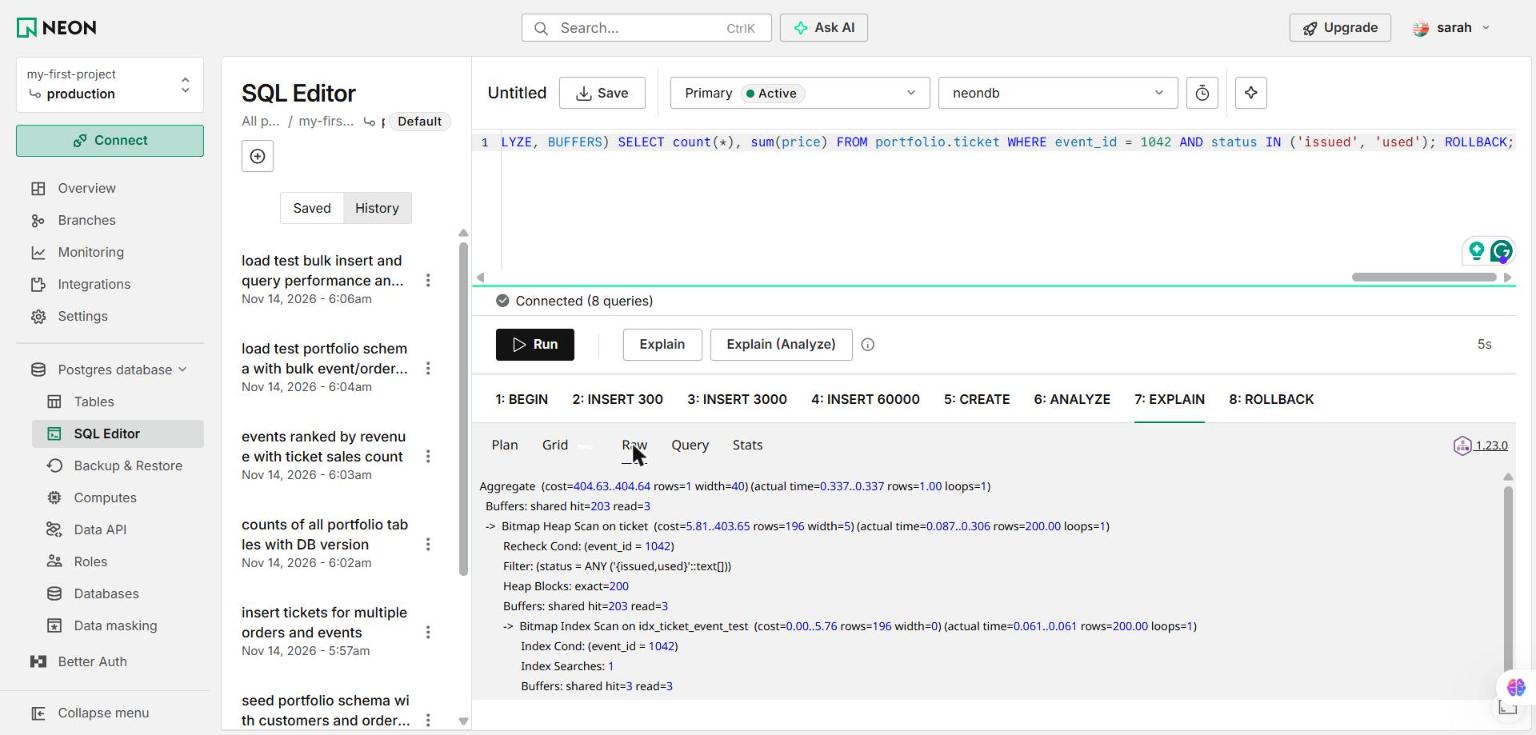 NEON
Search...
CtrlK
Ask AI
Upgrade
sarah
my-first-project
production
Connect
Overview
Branches
Monitoring
Integrations
Settings
Postgres database
Tables
SQL Editor
Backup & Restore
Computes
Data API
Roles
Databases
Data masking
Better Auth
Collapse menu
SQL Editor
All p... / my-firs... Default
Saved
History
load test bulk insert and
query performance an...
Nov 14, 2026 - 6:06am
load test portfolio schem
a with bulk event/order...
Nov 14, 2026 - 6:04am
events ranked by revenu
e with ticket sales count
Nov 14, 2026 - 6:03am
counts of all portfolio tab
les with DB version
Nov 14, 2026 - 6:02am
insert tickets for multiple
orders and events
Nov 14, 2026 - 5:57am
seed portfolio schema wi
th customers and order...
Untitled
Save
Primary Active
neondb
1 LYZE, BUFFERS) SELECT count(*), sum(price) FROM portfolio.ticket WHERE event_id = 1042 AND status IN ('issued', 'used'); ROLLBACK;
Connected (8 queries)
Run
Explain
Explain (Analyze)
5s
1: BEGIN
2: INSERT 300
3: INSERT 3000
4: INSERT 60000
5: CREATE
6: ANALYZE
7: EXPLAIN
8: ROLLBACK
Plan
Grid
Raw
Query
Stats
1.23.0
Aggregate (cost=404.63..404.64 rows=1 width=40) (actual time=0.337..0.337 rows=1.00 loops=1)
Buffers: shared hit=203 read=3
-> Bitmap Heap Scan on ticket (cost=5.81..403.65 rows=196 width=5) (actual time=0.087..0.306 rows=200.00 loops=1)
Recheck Cond: (event_id = 1042)
Filter: (status = ANY ('{issued,used}'::text[]))
Heap Blocks: exact=200
Buffers: shared hit=203 read=3
-> Bitmap Index Scan on idx_ticket_event_test (cost=0.00..5.76 rows=196 width=0) (actual time=0.061..0.061 rows=200.00 loops=1)
Index Cond: (event_id = 1042)
Index Searches: 1
Buffers: shared hit=3 read=3